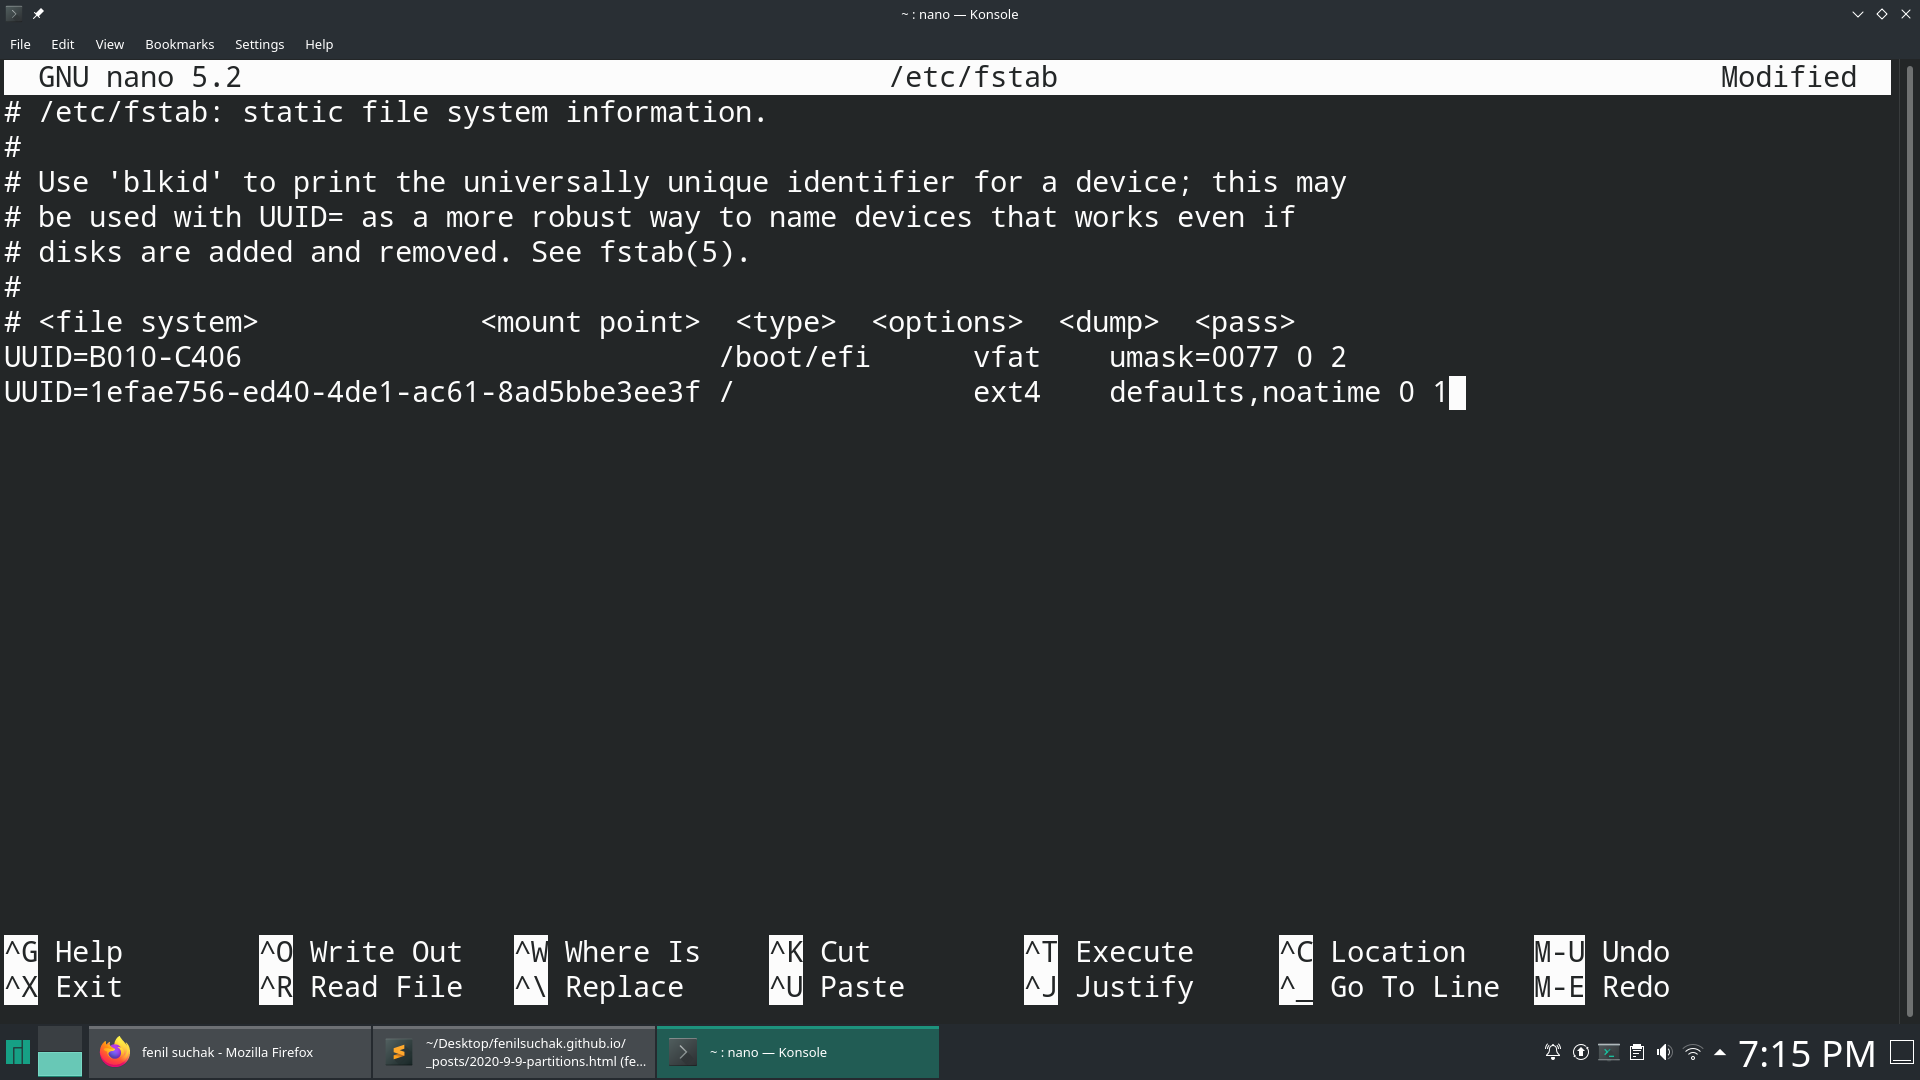 ~ : nano — Konsole
File Edit View Bookmarks Settings Help
GNU nano 5.2 /etc/fstab Modified
# /etc/fstab: static file system information.
#
# Use 'blkid' to print the universally unique identifier for a device; this may
# be used with UUID= as a more robust way to name devices that works even if
# disks are added and removed. See fstab(5).
#
# <file system> <mount point> <type> <options> <dump> <pass>
UUID=B010-C406 /boot/efi vfat umask=0077 0 2
UUID=1efae756-ed40-4de1-ac61-8ad5bbe3ee3f / ext4 defaults,noatime 0 1
^G Help ^O Write Out ^W Where Is ^K Cut ^T Execute ^C Location M-U Undo
^X Exit ^R Read File ^\ Replace ^U Paste ^J Justify ^_ Go To Line M-E Redo
fenil suchak - Mozilla Firefox
~/Desktop/fenilsuchak.github.io/
_posts/2020-9-9-partitions.html (fe...
~ : nano — Konsole
7:15 PM